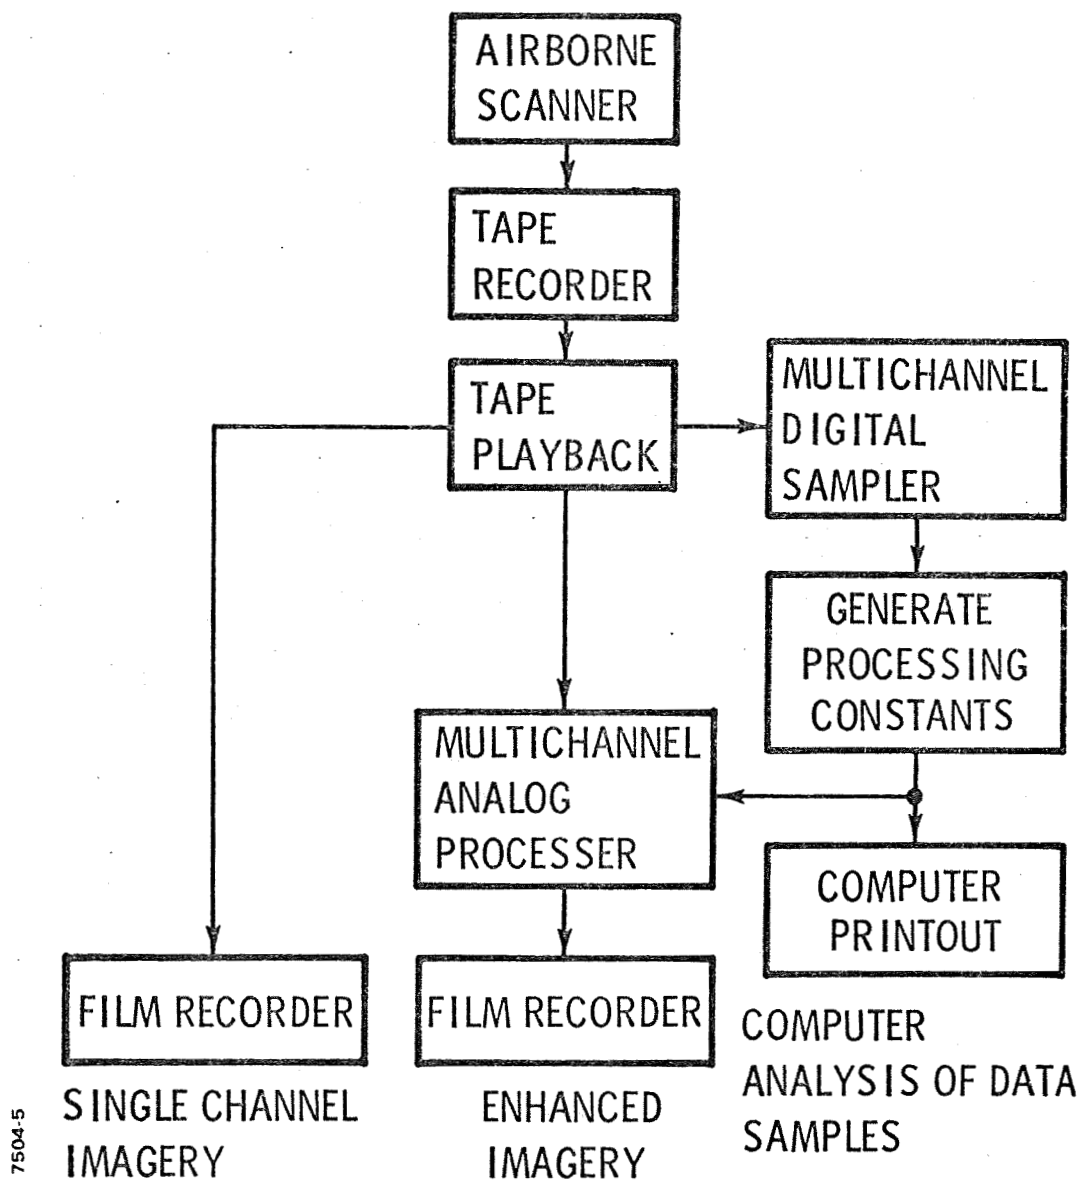 AIRBORNE
SCANNER
TAPE
RECORDER
TAPE
PLAYBACK
MULTICHANNEL
DIGITAL
SAMPLER
GENERATE
PROCESSING
CONSTANTS
MULTICHANNEL
ANALOG
PROCESSER
COMPUTER
PRINTOUT
FILM RECORDER
FILM RECORDER
SINGLE CHANNEL
IMAGERY
ENHANCED
IMAGERY
COMPUTER
ANALYSIS OF DATA
SAMPLES
7504-5